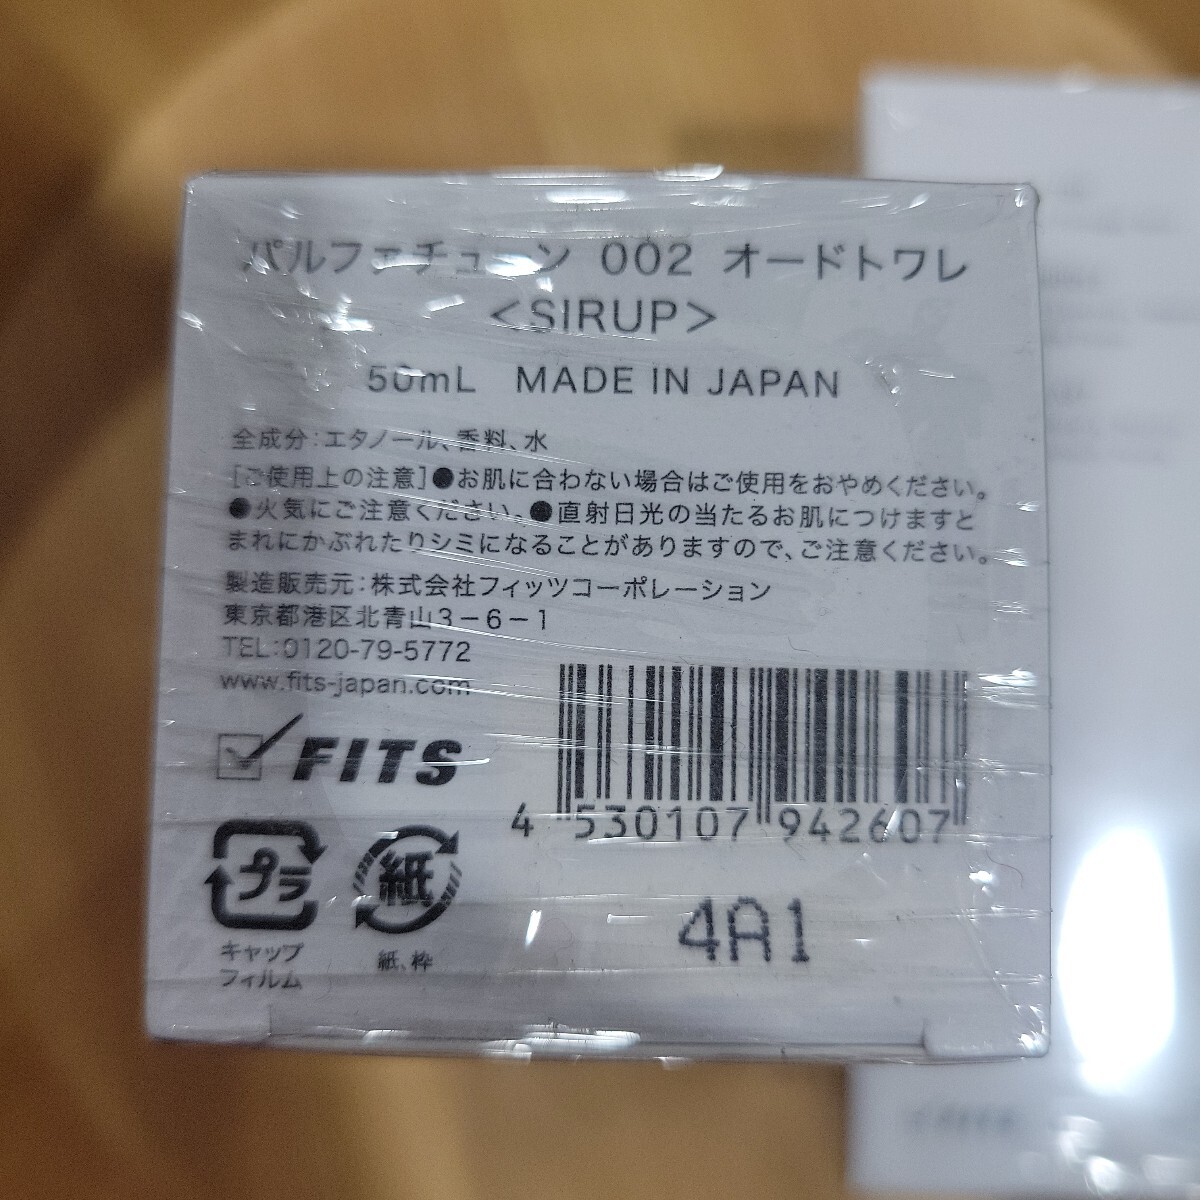 パルファチューン 002 オードトワレ
<SIRUP>
50mL MADE IN JAPAN
全成分:エタノール、香料、水
[ご使用上の注意]●お肌に合わない場合はご使用をおやめください。
●火気にご注意ください。●直射日光の当たるお肌につけますと
まれにかぶれたりシミになることがありますので、ご注意ください。
製造販売元:株式会社フィッツコーポレーション
東京都港区北青山3-6-1
TEL:0120-79-5772
www.fits-japan.com
FITS
4 530107 942607
プラ
キャップ
フィルム
紙
紙、枠
4A1